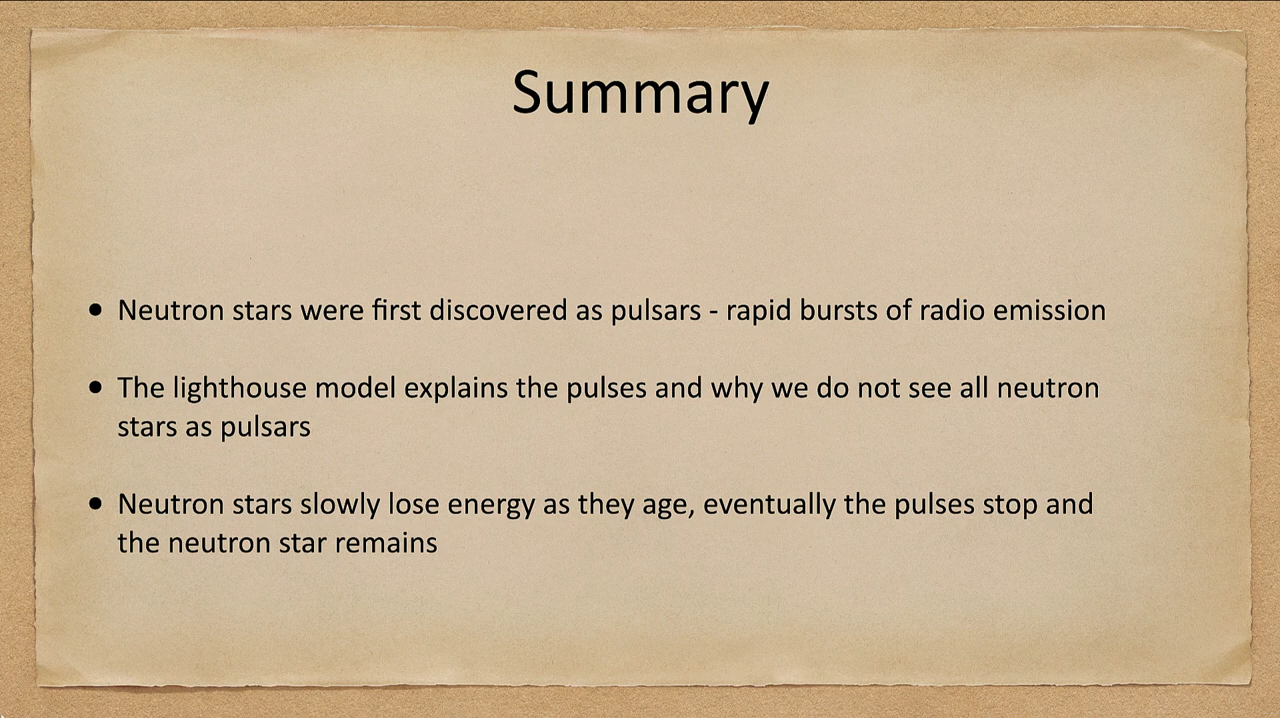 Summary
• Neutron stars were first discovered as pulsars - rapid bursts of radio emission
• The lighthouse model explains the pulses and why we do not see all neutron
stars as pulsars
• Neutron stars slowly lose energy as they age, eventually the pulses stop and
the neutron star remains